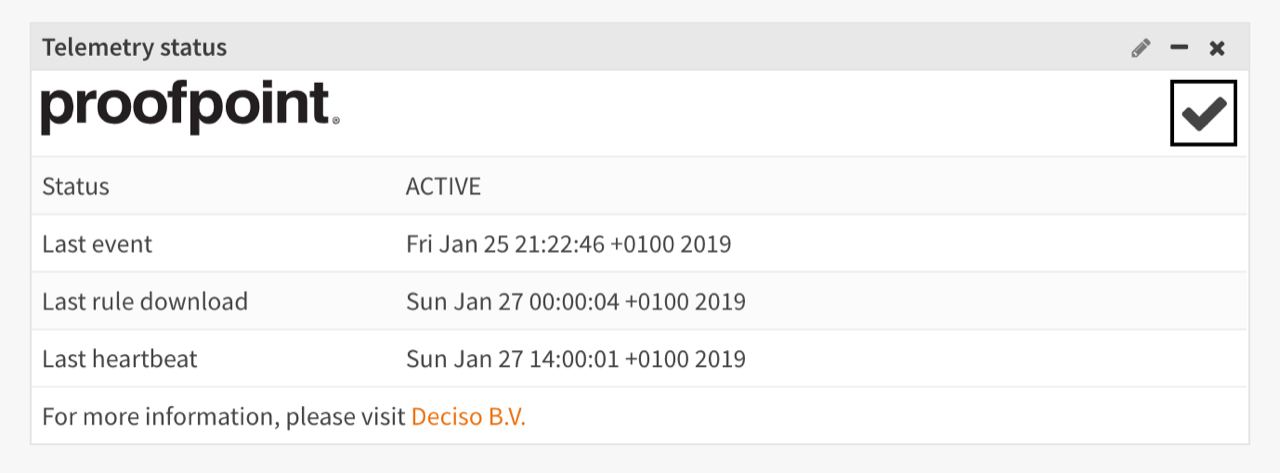 Telemetry status
proofpoint®
Status ACTIVE
Last event Fri Jan 25 21:22:46 +0100 2019
Last rule download Sun Jan 27 00:00:04 +0100 2019
Last heartbeat Sun Jan 27 14:00:01 +0100 2019
For more information, please visit Deciso B.V.